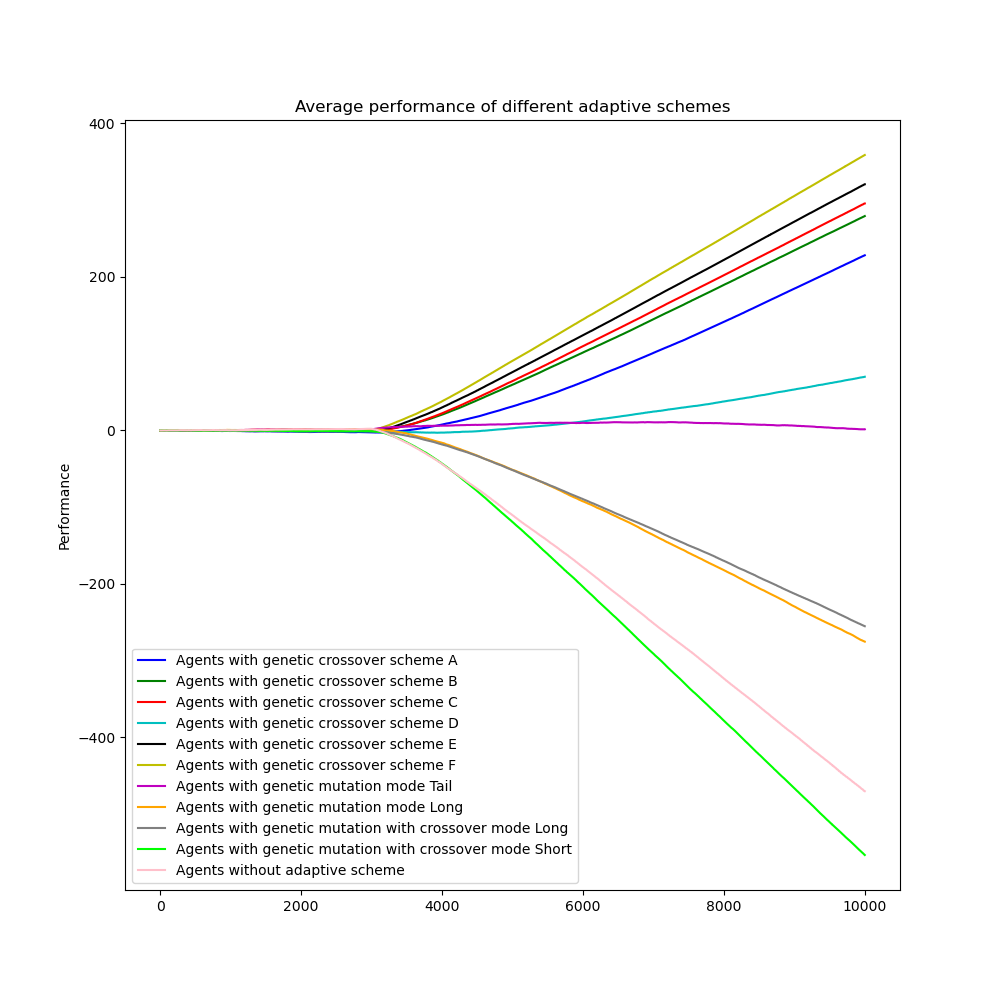 Average performance of different adaptive schemes
400
200
0
−200
−400
Performance
Agents with genetic crossover scheme A
Agents with genetic crossover scheme B
Agents with genetic crossover scheme C
Agents with genetic crossover scheme D
Agents with genetic crossover scheme E
Agents with genetic crossover scheme F
Agents with genetic mutation mode Tail
Agents with genetic mutation mode Long
Agents with genetic mutation with crossover mode Long
Agents with genetic mutation with crossover mode Short
Agents without adaptive scheme
0 2000 4000 6000 8000 10000